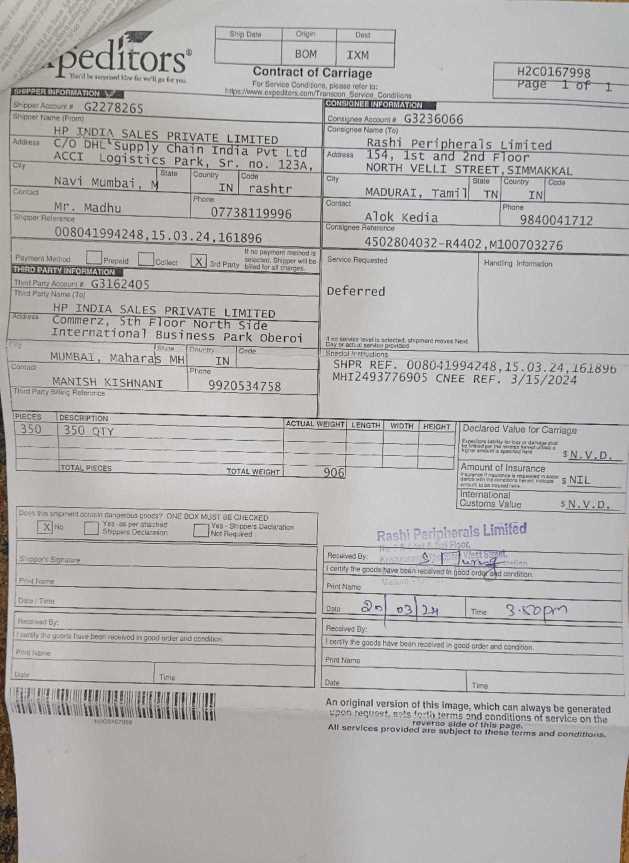 peditors®
You'd be surprised how far we'll go for you.
Ship Date Origin Dest
BOM IXM
Contract of Carriage
For Service Conditions, please refer to:
https://www.expeditors.com/Transcon_Service_Conditions
H2C0167998
Page 1 of 1
SHIPPER INFORMATION
Shipper Account # G2278265
Shipper Name (From)
HP INDIA SALES PRIVATE LIMITED
Address C/O DHL Supply Chain India Pvt Ltd
ACCI Logistics Park, Sr. no. 123A,
City State Country Code
Navi Mumbai, M IN rashtr
Contact Phone
Mr. Madhu 07738119996
Shipper Reference
008041994248,15.03.24,161896
Payment Method Prepaid Collect X 3rd Party
If no payment method is
selected, Shipper will be
billed for all charges.
CONSIGNEE INFORMATION
Consignee Account # G3236066
Consignee Name (To)
Rashi Peripherals Limited
Address 154, 1st and 2nd Floor
NORTH VELLI STREET, SIMMAKKAL
City State Country Code
MADURAI, Tamil TN IN
Contact Phone
Alok Kedia 9840041712
Consignee Reference
4502804032-R4402,M100703276
THIRD PARTY INFORMATION
Third Party Account # G3162405
Third Party Name (To)
HP INDIA SALES PRIVATE LIMITED
Address Commerz, 5th Floor North Side
International Business Park Oberoi
City State Country Code
MUMBAI, Maharas MH IN
Contact Phone
MANISH KISHNANI 9920534758
Third Party Billing Reference
Service Requested Handling Information
Deferred
If no service level is selected, shipment moves Next
Day or actual service provided
Special Instructions
SHPR REF. 008041994248,15.03.24,161896
MHI2493776905 CNEE REF. 3/15/2024
PIECES DESCRIPTION ACTUAL WEIGHT LENGTH WIDTH HEIGHT
350 350 QTY
TOTAL PIECES TOTAL WEIGHT 906
Declared Value for Carriage
$ N.V.D.
Amount of Insurance
$ NIL
International
Customs Value $ N.V.D.
Does this shipment contain dangerous goods? ONE BOX MUST BE CHECKED
X No Yes -as per attached Shippers Declaration Yes - Shippers Declaration Not Required
Shipper's Signature
Print Name
Date / Time
Received By:
I certify the goods have been received in good order and condition.
Print Name
Date Time
Rashi Peripherals Limited
Received By:
I certify the goods have been received in good order and condition.
Print Name
Date 20/03/24 Time 3.50pm
Received By:
I certify the goods have been received in good order and condition.
Print Name
Date Time
An original version of this image, which can always be generated
upon request, sets forth terms and conditions of service on the
reverse side of this page.
All services provided are subject to these terms and conditions.